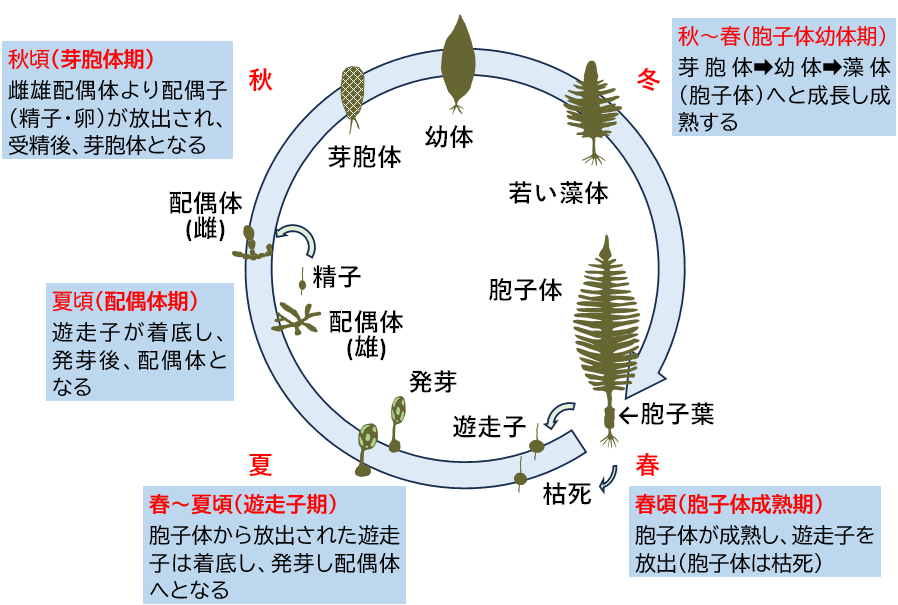 秋頃(芽胞体期)
雌雄配偶体より配偶子
(精子・卵)が放出され、
受精後、芽胞体となる
秋
芽胞体
幼体
冬
秋~春(胞子体幼体期)
芽胞体➡幼体➡藻体
(胞子体)へと成長し成
熟する
若い藻体
配偶体
(雌)
精子
配偶体
(雄)
夏頃(配偶体期)
遊走子が着底し、
発芽後、配偶体と
なる
胞子体
←胞子葉
発芽
遊走子
枯死
夏
春~夏頃(遊走子期)
胞子体から放出された遊走
子は着底し、発芽し配偶体
へとなる
春
春頃(胞子体成熟期)
胞子体が成熟し、遊走子を
放出(胞子体は枯死)